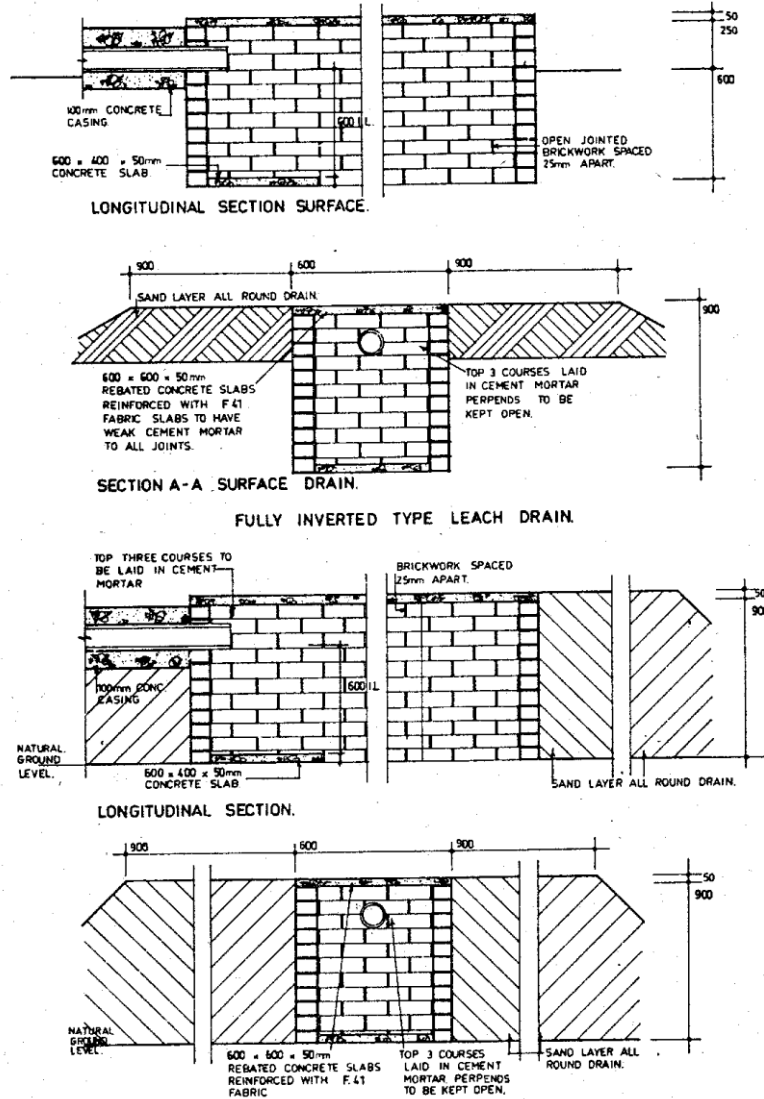 50
250
600
100mm CONCRETE
CASING.
600 I.L.
600 x 400 x 50mm
CONCRETE SLAB.
OPEN JOINTED
BRICKWORK SPACED
25mm APART.
LONGITUDINAL SECTION SURFACE.
900
600
900
SAND LAYER ALL ROUND DRAIN.
900
600 x 600 x 50mm
REBATED CONCRETE SLABS
REINFORCED WITH F41
FABRIC SLABS TO HAVE
WEAK CEMENT MORTAR
TO ALL JOINTS.
TOP 3 COURSES LAID
IN CEMENT MORTAR
PERPENDS TO BE
KEPT OPEN.
SECTION A-A SURFACE DRAIN.
FULLY INVERTED TYPE LEACH DRAIN.
TOP THREE COURSES TO
BE LAID IN CEMENT
MORTAR
BRICKWORK SPACED
25mm APART.
50
100mm CONC
CASING
600 I.L
NATURAL
GROUND
LEVEL.
600 x 400 x 50mm
CONCRETE SLAB
SAND LAYER ALL ROUND DRAIN.
LONGITUDINAL SECTION.
900
600
900
50
900
NATURAL
GROUND
LEVEL.
600 x 600 x 50mm
REBATED CONCRETE SLABS
REINFORCED WITH F.41
FABRIC
TOP 3 COURSES
LAID IN CEMENT
MORTAR. PERPENDS
TO BE KEPT OPEN.
SAND LAYER ALL
ROUND DRAIN.